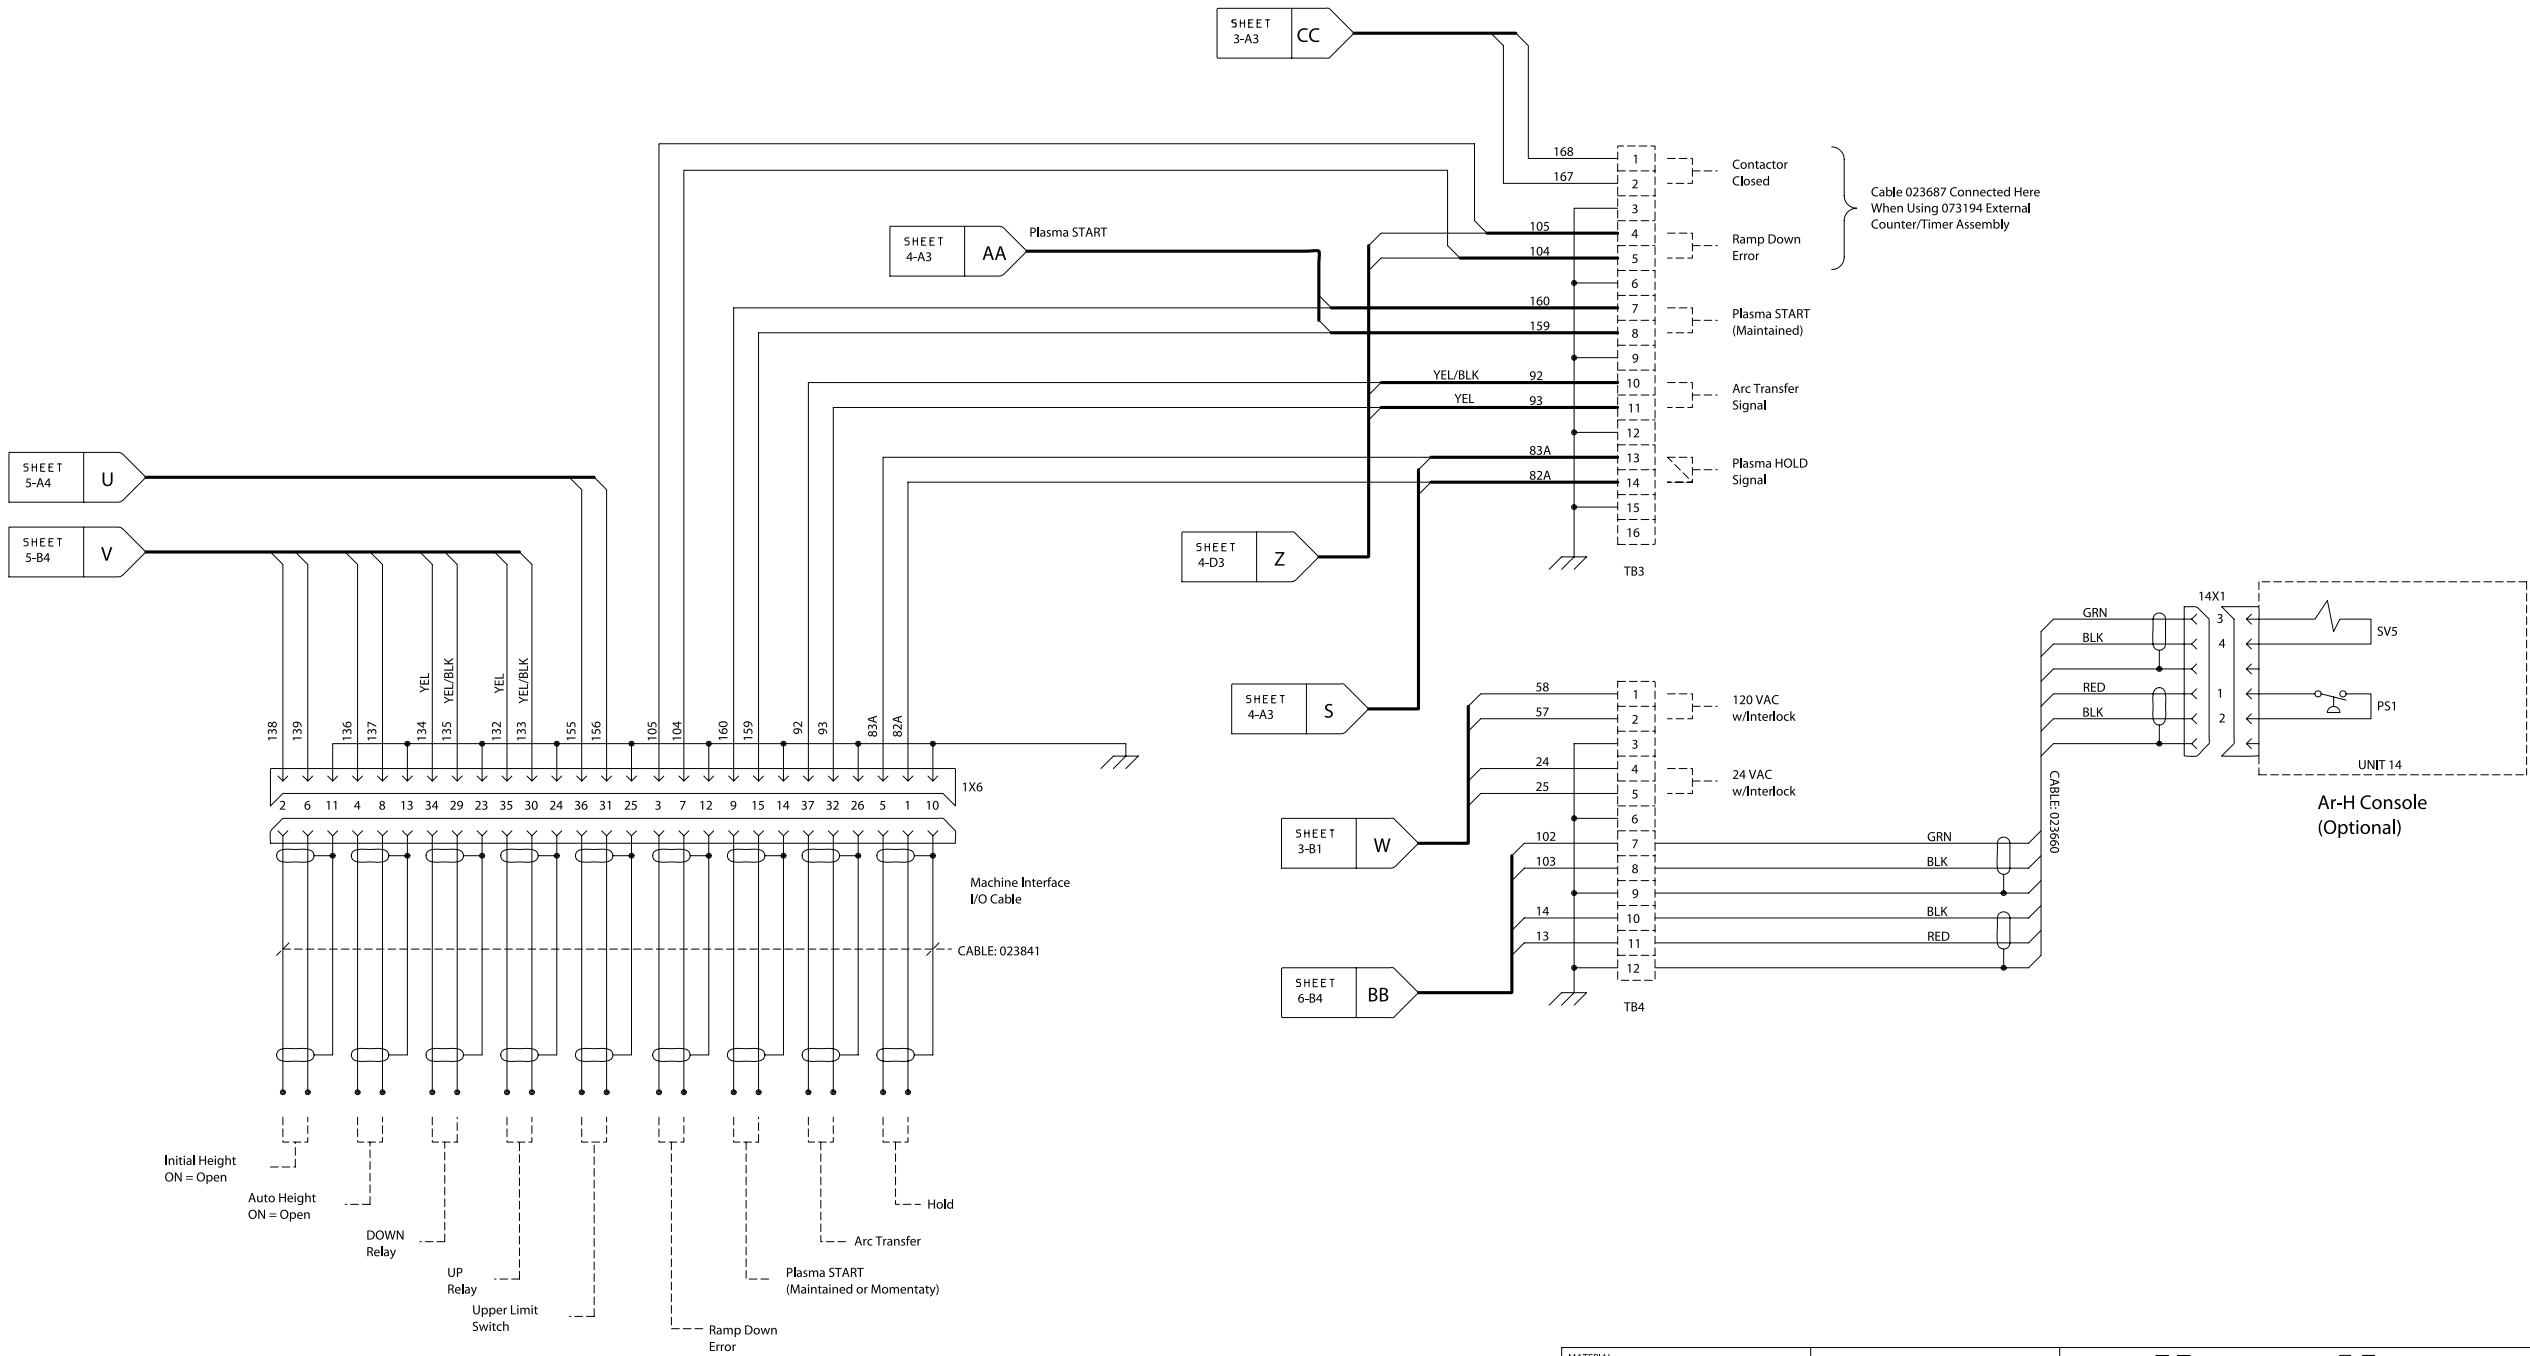 SHEET
3-A3
CC
168
167
1
2
3
4
5
6
7
8
9
10
11
12
13
14
15
16
TB3
Contactor
Closed
Cable 023687 Connected Here
When Using 073194 External
Counter/Timer Assembly
105
104
Ramp Down
Error
SHEET
4-A3
AA
Plasma START
160
159
Plasma START
(Maintained)
YEL/BLK
92
YEL
93
Arc Transfer
Signal
83A
82A
Plasma HOLD
Signal
SHEET
5-A4
U
SHEET
5-B4
V
SHEET
4-D3
Z
SHEET
4-A3
S
14X1
GRN
BLK
RED
BLK
3
4
1
2
SV5
PS1
UNIT 14
Ar-H Console
(Optional)
CABLE: 023660
138
139
136
137
134
YEL
135
YEL/BLK
132
YEL
133
YEL/BLK
155
156
105
104
160
159
92
93
83A
82A
1X6
2 6 11 4 8 13 34 29 23 35 30 24 36 31 25 3 7 12 9 15 14 37 32 26 5 1 10
Machine Interface
I/O Cable
CABLE: 023841
58
57
24
25
102
103
14
13
1
2
3
4
5
6
7
8
9
10
11
12
TB4
120 VAC
w/Interlock
24 VAC
w/Interlock
SHEET
3-B1
W
SHEET
6-B4
BB
GRN
BLK
BLK
RED
Initial Height
ON = Open
Auto Height
ON = Open
DOWN
Relay
UP
Relay
Upper Limit
Switch
Ramp Down
Error
Plasma START
(Maintained or Momentaty)
Arc Transfer
Hold